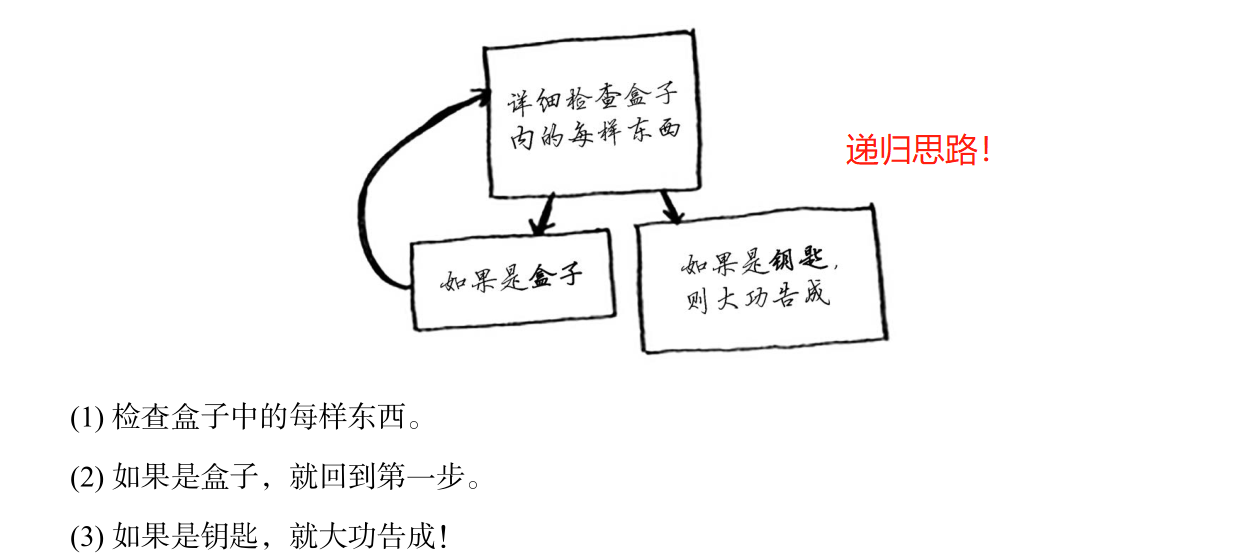 详细检查盒子
内的每样东西
递归思路！
如果是盒子
如果是钥匙，
则大功告成
(1) 检查盒子中的每样东西。
(2) 如果是盒子，就回到第一步。
(3) 如果是钥匙，就大功告成！